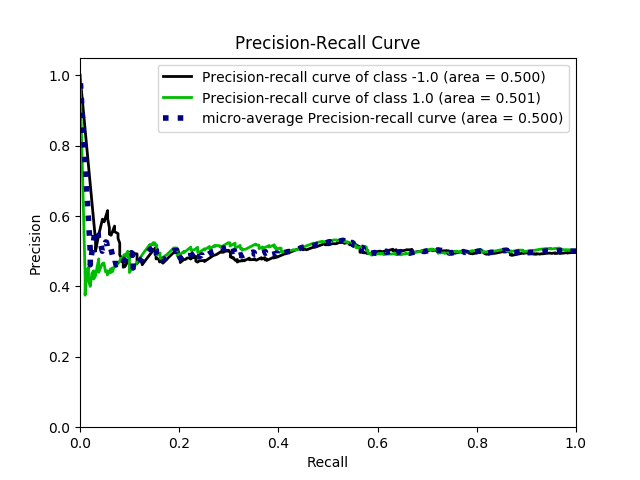 Precision-Recall Curve
Precision-recall curve of class -1.0 (area = 0.500)
Precision-recall curve of class 1.0 (area = 0.501)
micro-average Precision-recall curve (area = 0.500)
1.0
0.8
0.6
0.4
0.2
0.0
Precision
0.0 0.2 0.4 0.6 0.8 1.0
Recall